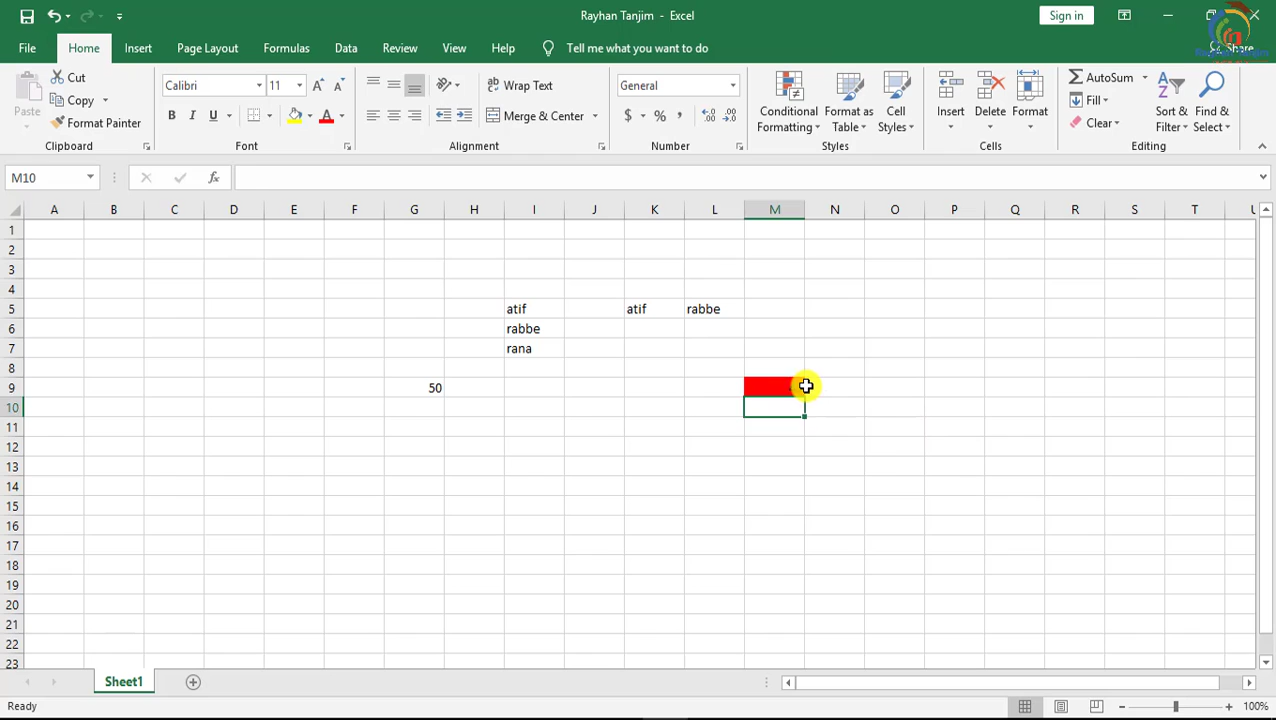 Rayhan Tanjim - Excel
Sign in
File Home Insert Page Layout Formulas Data Review View Help Tell me what you want to do Share
Paste
Cut
Copy
Format Painter
Clipboard
Calibri 11 A A
B I U A
Font
ab Wrap Text
Merge & Center
Alignment
General
$ % ,
Number
Conditional Formatting
Format as Table
Cell Styles
Styles
Insert
Delete
Format
Cells
AutoSum
Fill
Clear
Sort & Filter
Find & Select
Editing
M10 fx
A B C D E F G H I J K L M N O P Q R S T
1
2
3
4
5 atif atif rabbe
6 rabbe
7 rana
8
9 50
10
11
12
13
14
15
16
17
18
19
20
21
22
23
Sheet1
Ready 100%